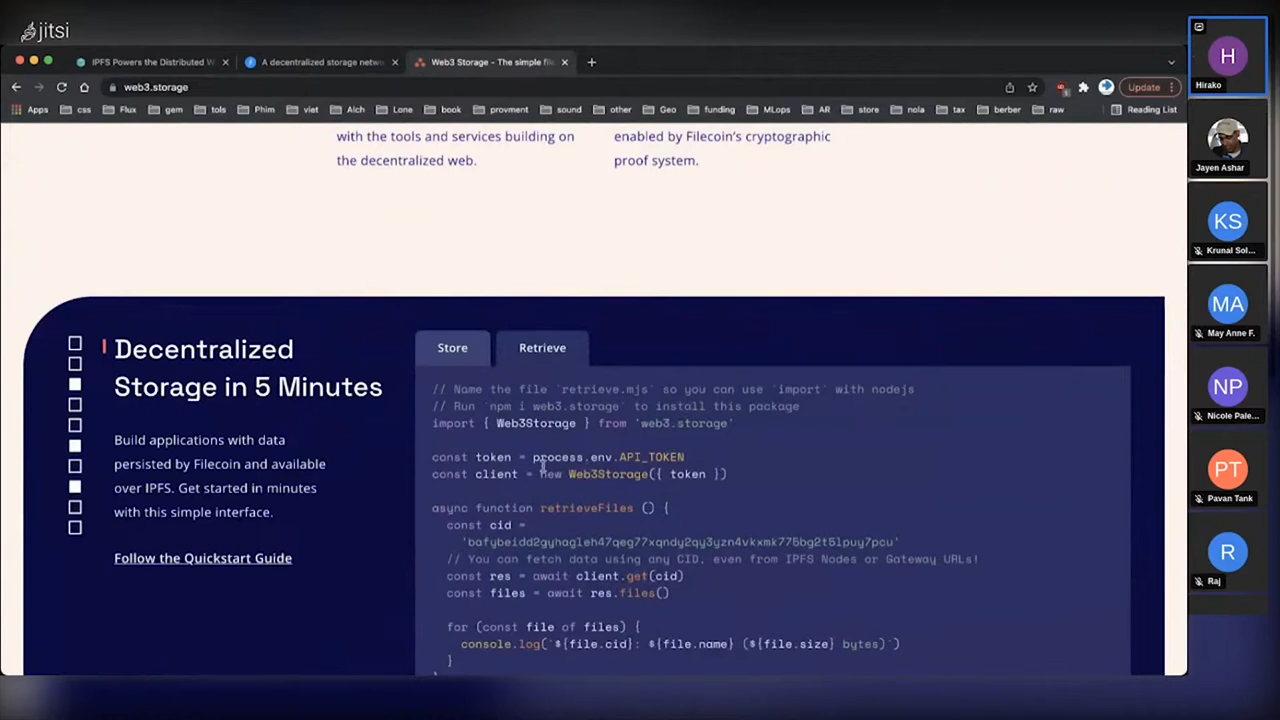 jitsi
IPFS Powers the Distributed W
A decentralized storage netw
Web3 Storage - The simple fil
web3.storage
Update
Apps
css
Flux
gem
tols
Phim
viet
Alch
Lone
book
provment
sound
other
Geo
funding
MLops
AR
store
nola
tax
berber
raw
Reading List
with the tools and services building on
the decentralized web.
enabled by Filecoin's cryptographic
proof system.
Decentralized
Storage in 5 Minutes
Build applications with data
persisted by Filecoin and available
over IPFS. Get started in minutes
with this simple interface.
Follow the Quickstart Guide
Store
Retrieve
// Name the file `retrieve.mjs` so you can use `import` with nodejs
// Run `npm i web3.storage` to install this package
import { Web3Storage } from 'web3.storage'
const token = process.env.API_TOKEN
const client = new Web3Storage({ token })
async function retrieveFiles () {
const cid =
'bafybeidd2gyhagleh47qeg77xqndy2qy3yzn4vkxmk775bg2t5lpuy7pcu'
// You can fetch data using any CID, even from IPFS Nodes or Gateway URLs!
const res = await client.get(cid)
const files = await res.files()
for (const file of files) {
console.log(`${file.cid}: ${file.name} (${file.size} bytes)`)
}
H
Hirako
Jayen Ashar
KS
Krunal Sol...
MA
May Anne F.
NP
Nicole Pale...
PT
Pavan Tank
R
Raj